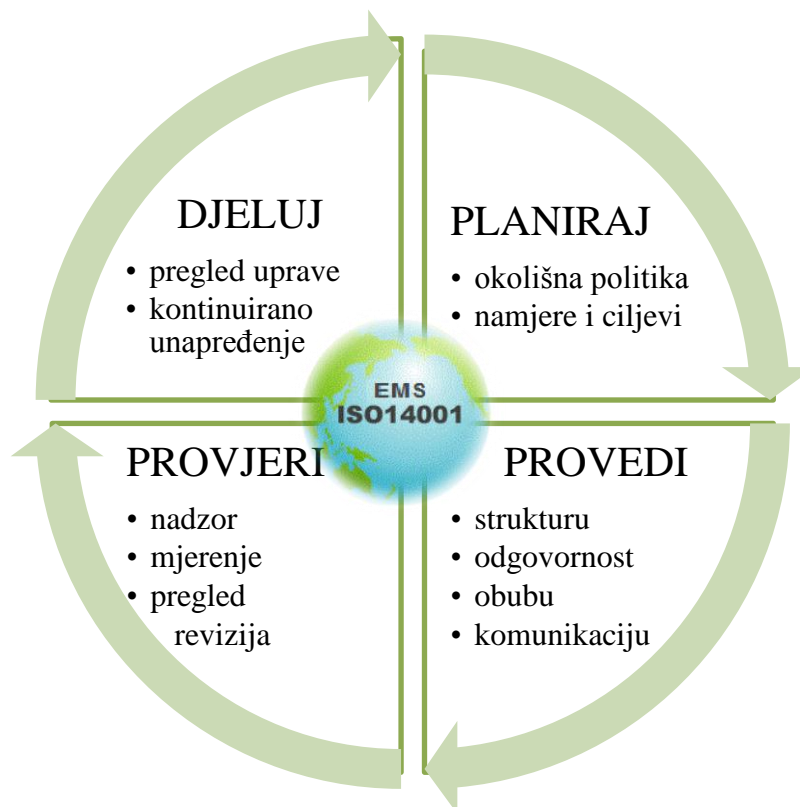 DJELUJ
• pregled uprave
• kontinuirano
unapređenje
PLANIRAJ
• okolišna politika
• namjere i ciljevi
EMS
ISO14001
PROVJERI
• nadzor
• mjerenje
• pregled
revizija
PROVEDI
• strukturu
• odgovornost
• obubu
• komunikaciju